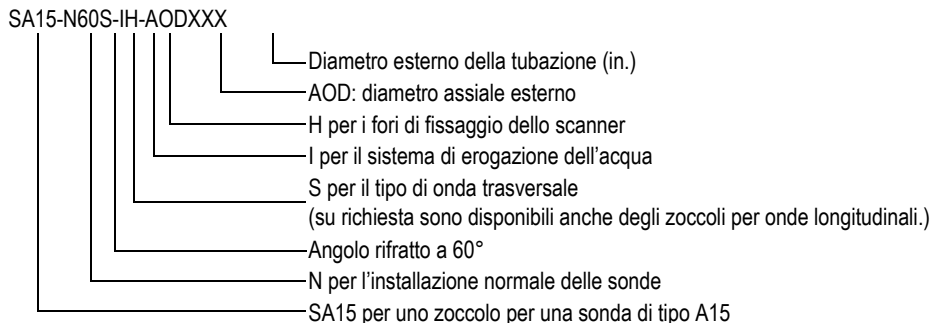 SA15-N60S-IH-AODXXX
Diametro esterno della tubazione (in.)
AOD: diametro assiale esterno
H per i fori di fissaggio dello scanner
I per il sistema di erogazione dell’acqua
S per il tipo di onda trasversale
(su richiesta sono disponibili anche degli zoccoli per onde longitudinali.)
Angolo rifratto a 60°
N per l’installazione normale delle sonde
SA15 per uno zoccolo per una sonda di tipo A15